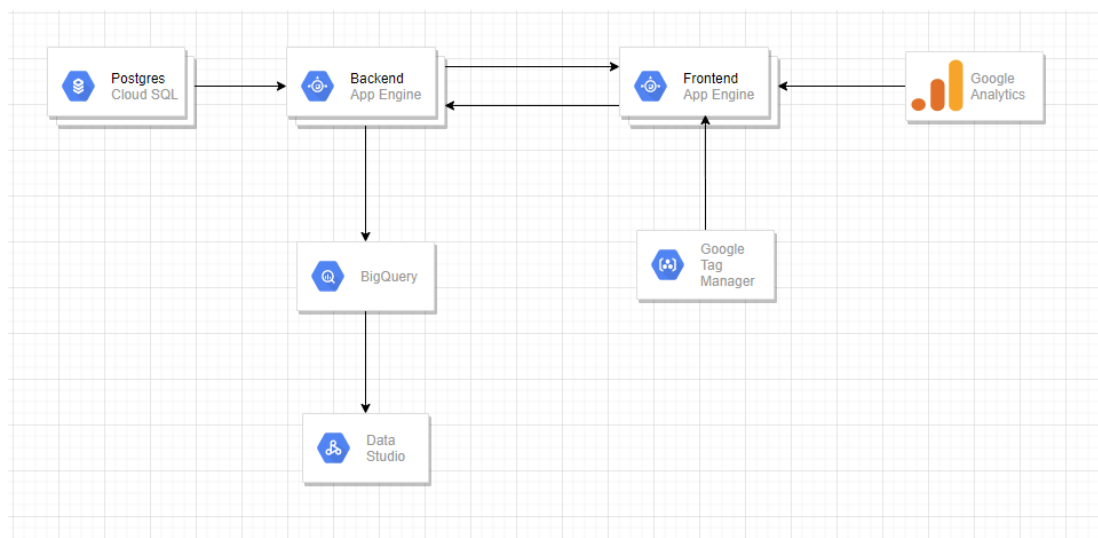 Postgres
Cloud SQL
Backend
App Engine
Frontend
App Engine
Google
Analytics
BigQuery
Google
Tag
Manager
Data
Studio